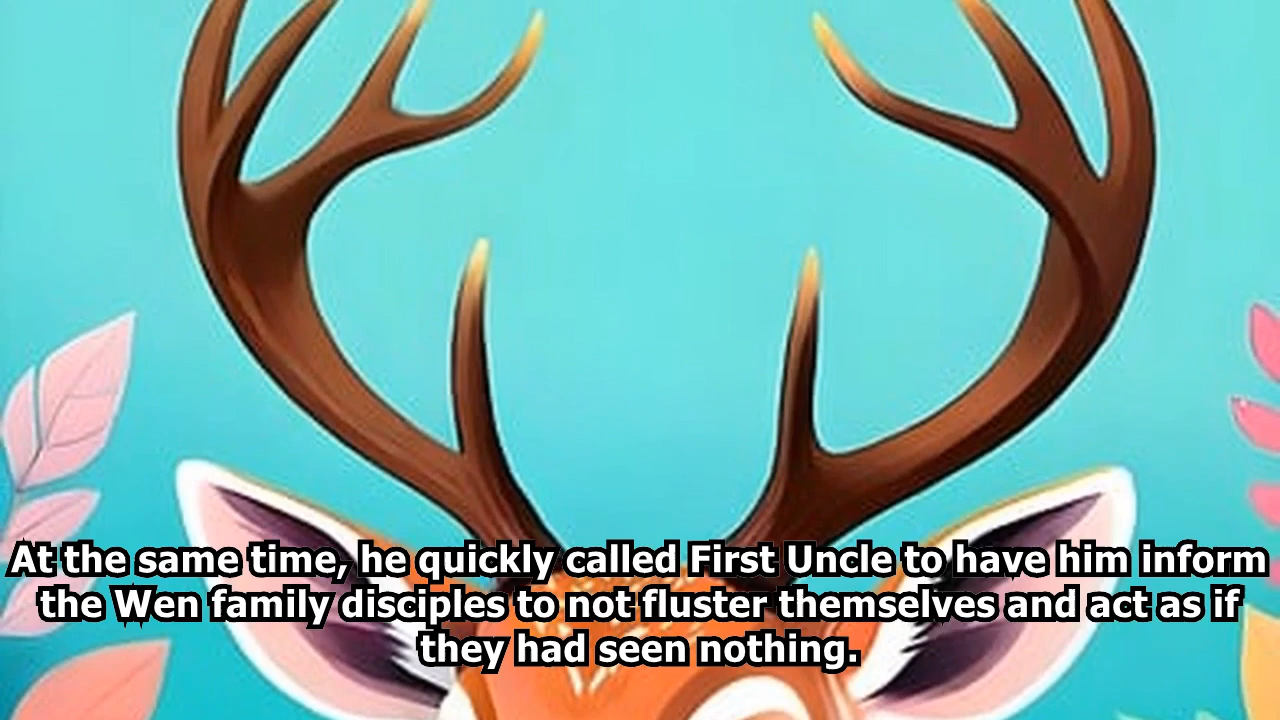 At the same time, he quickly called First Uncle to have him inform
the Wen family disciples to not fluster themselves and act as if
they had seen nothing.